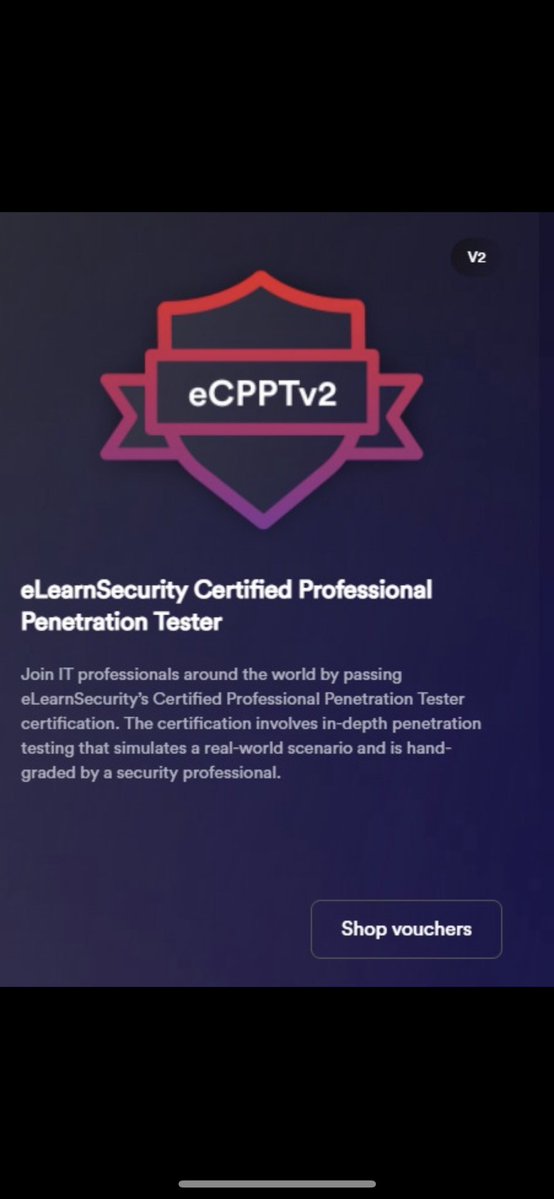 V2
eCPPTv2
eLearnSecurity Certified Professional
Penetration Tester
Join IT professionals around the world by passing
eLearnSecurity's Certified Professional Penetration Tester
certification. The certification involves in-depth penetration
testing that simulates a real-world scenario and is hand-
graded by a security professional.
Shop vouchers